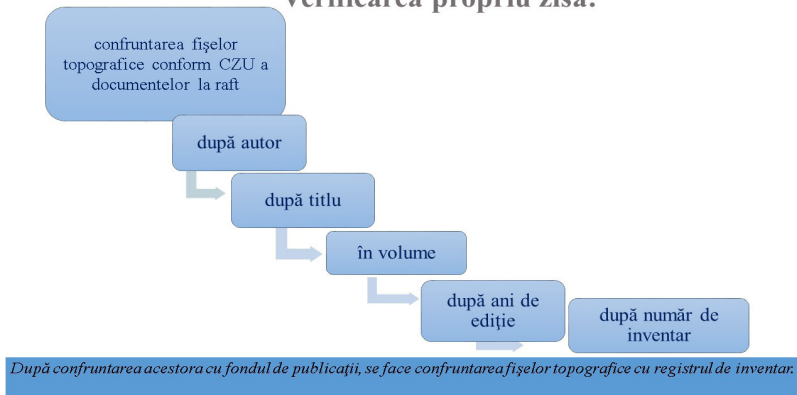 Verificarea propriu zisă:
confruntarea fişelor
topografice conform CZU a
documentelor la raft
după autor
după titlu
în volume
după ani de
ediție
după număr de
inventar
După confruntarea acestora cu fondul de publicaţii, se face confruntarea fişelor topografice cu registrul de inventar.